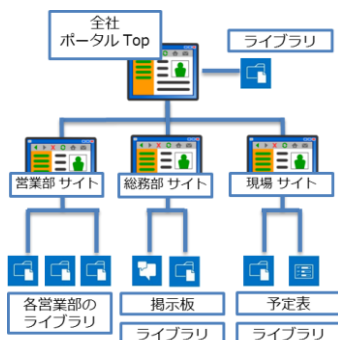 全社
ポータル Top
ライブラリ
営業部 サイト
総務部 サイト
現場 サイト
各営業部の
ライブラリ
掲示板
予定表
ライブラリ
ライブラリ